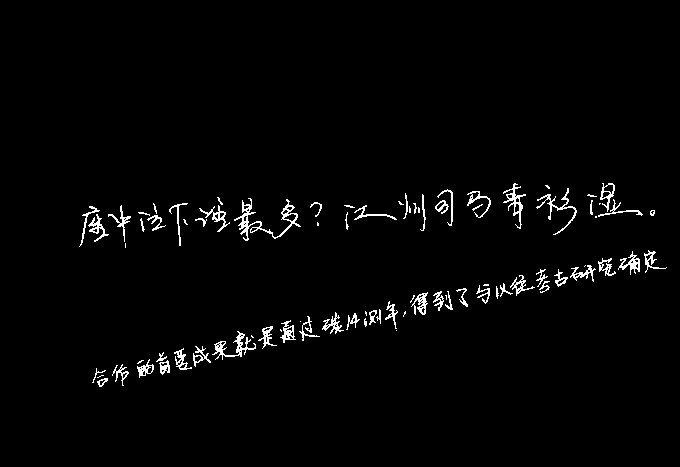 座中泣下谁最多？江州司马青衫湿。
合作的首要成果就是通过碳14测年，得到了与以往考古研究确定